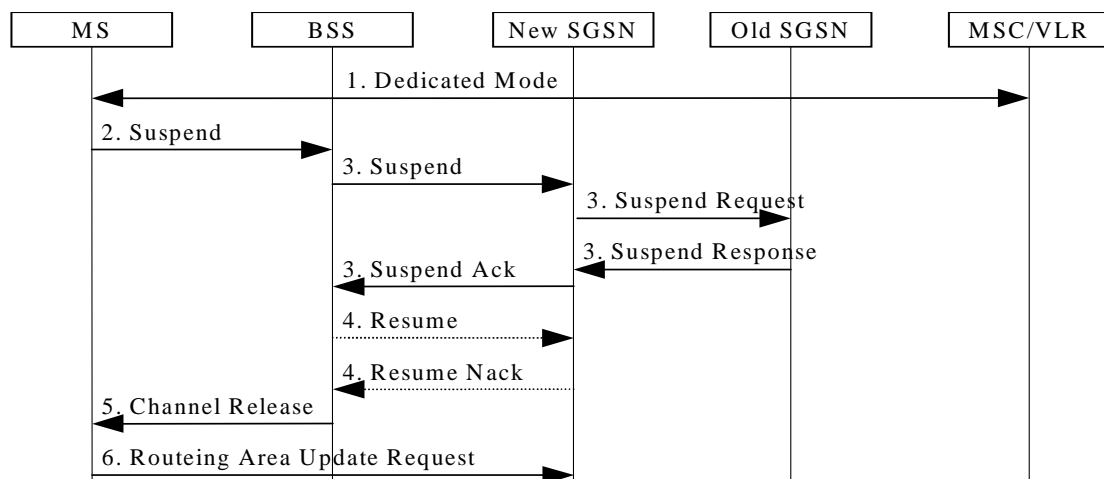 MS
BSS
New SGSN
Old SGSN
MSC/VLR
1. Dedicated Mode
2. Suspend
3. Suspend
3. Suspend Request
3. Suspend Response
3. Suspend Ack
4. Resume
4. Resume Nack
5. Channel Release
6. Routeing Area Update Request